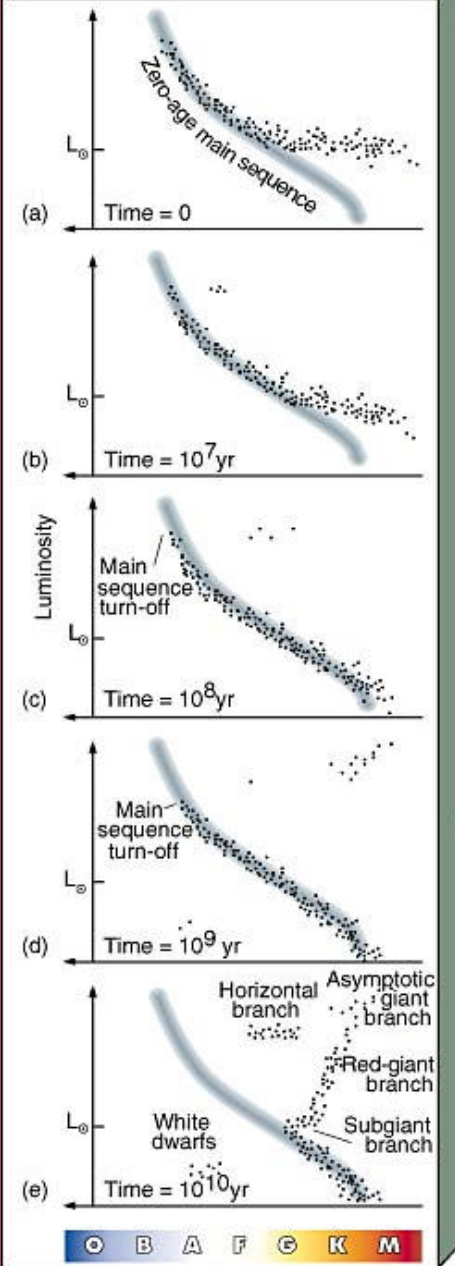 L⊙
Zero-age main sequence
(a)
Time = 0
L⊙
(b)
Time = 10⁷yr
Luminosity
Main
sequence
turn-off
L⊙
(c)
Time = 10⁸yr
Main
sequence
turn-off
L⊙
(d)
Time = 10⁹ yr
Horizontal
branch
Asymptotic
giant
branch
Red-giant
branch
L⊙
White
dwarfs
Subgiant
branch
(e)
Time = 10¹⁰yr
O B A F G K M